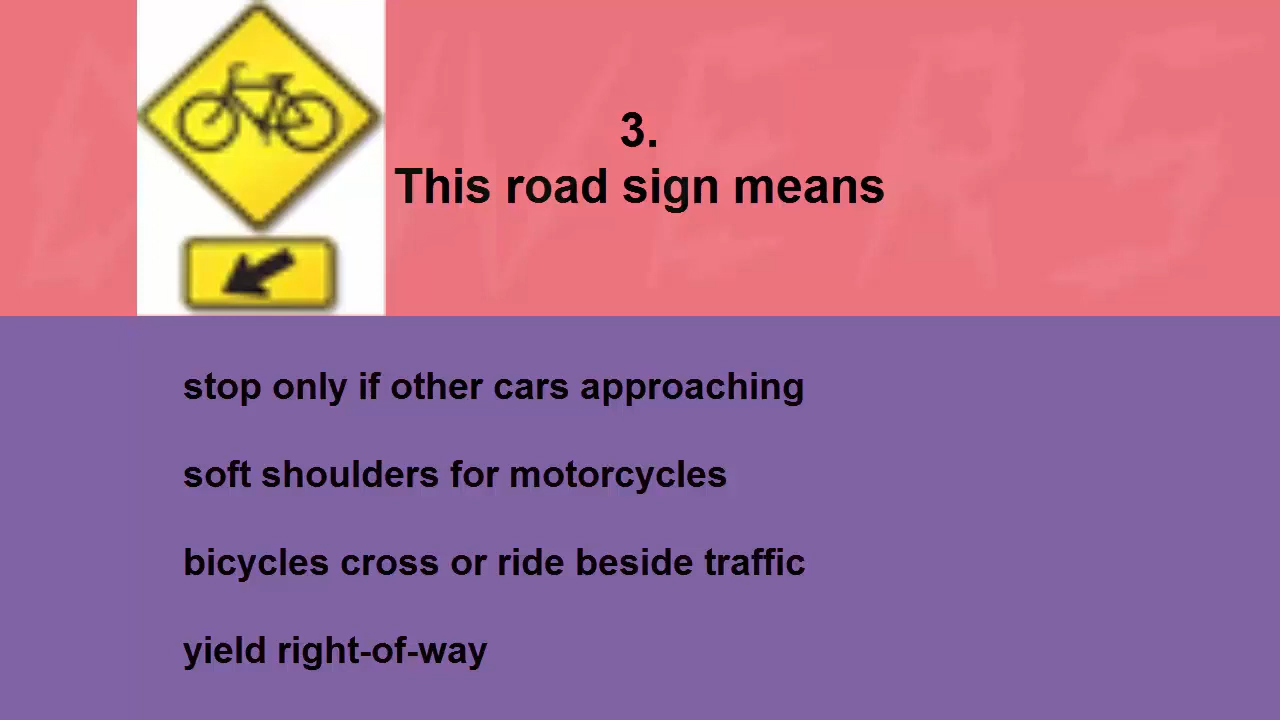 3.
This road sign means
stop only if other cars approaching
soft shoulders for motorcycles
bicycles cross or ride beside traffic
yield right-of-way